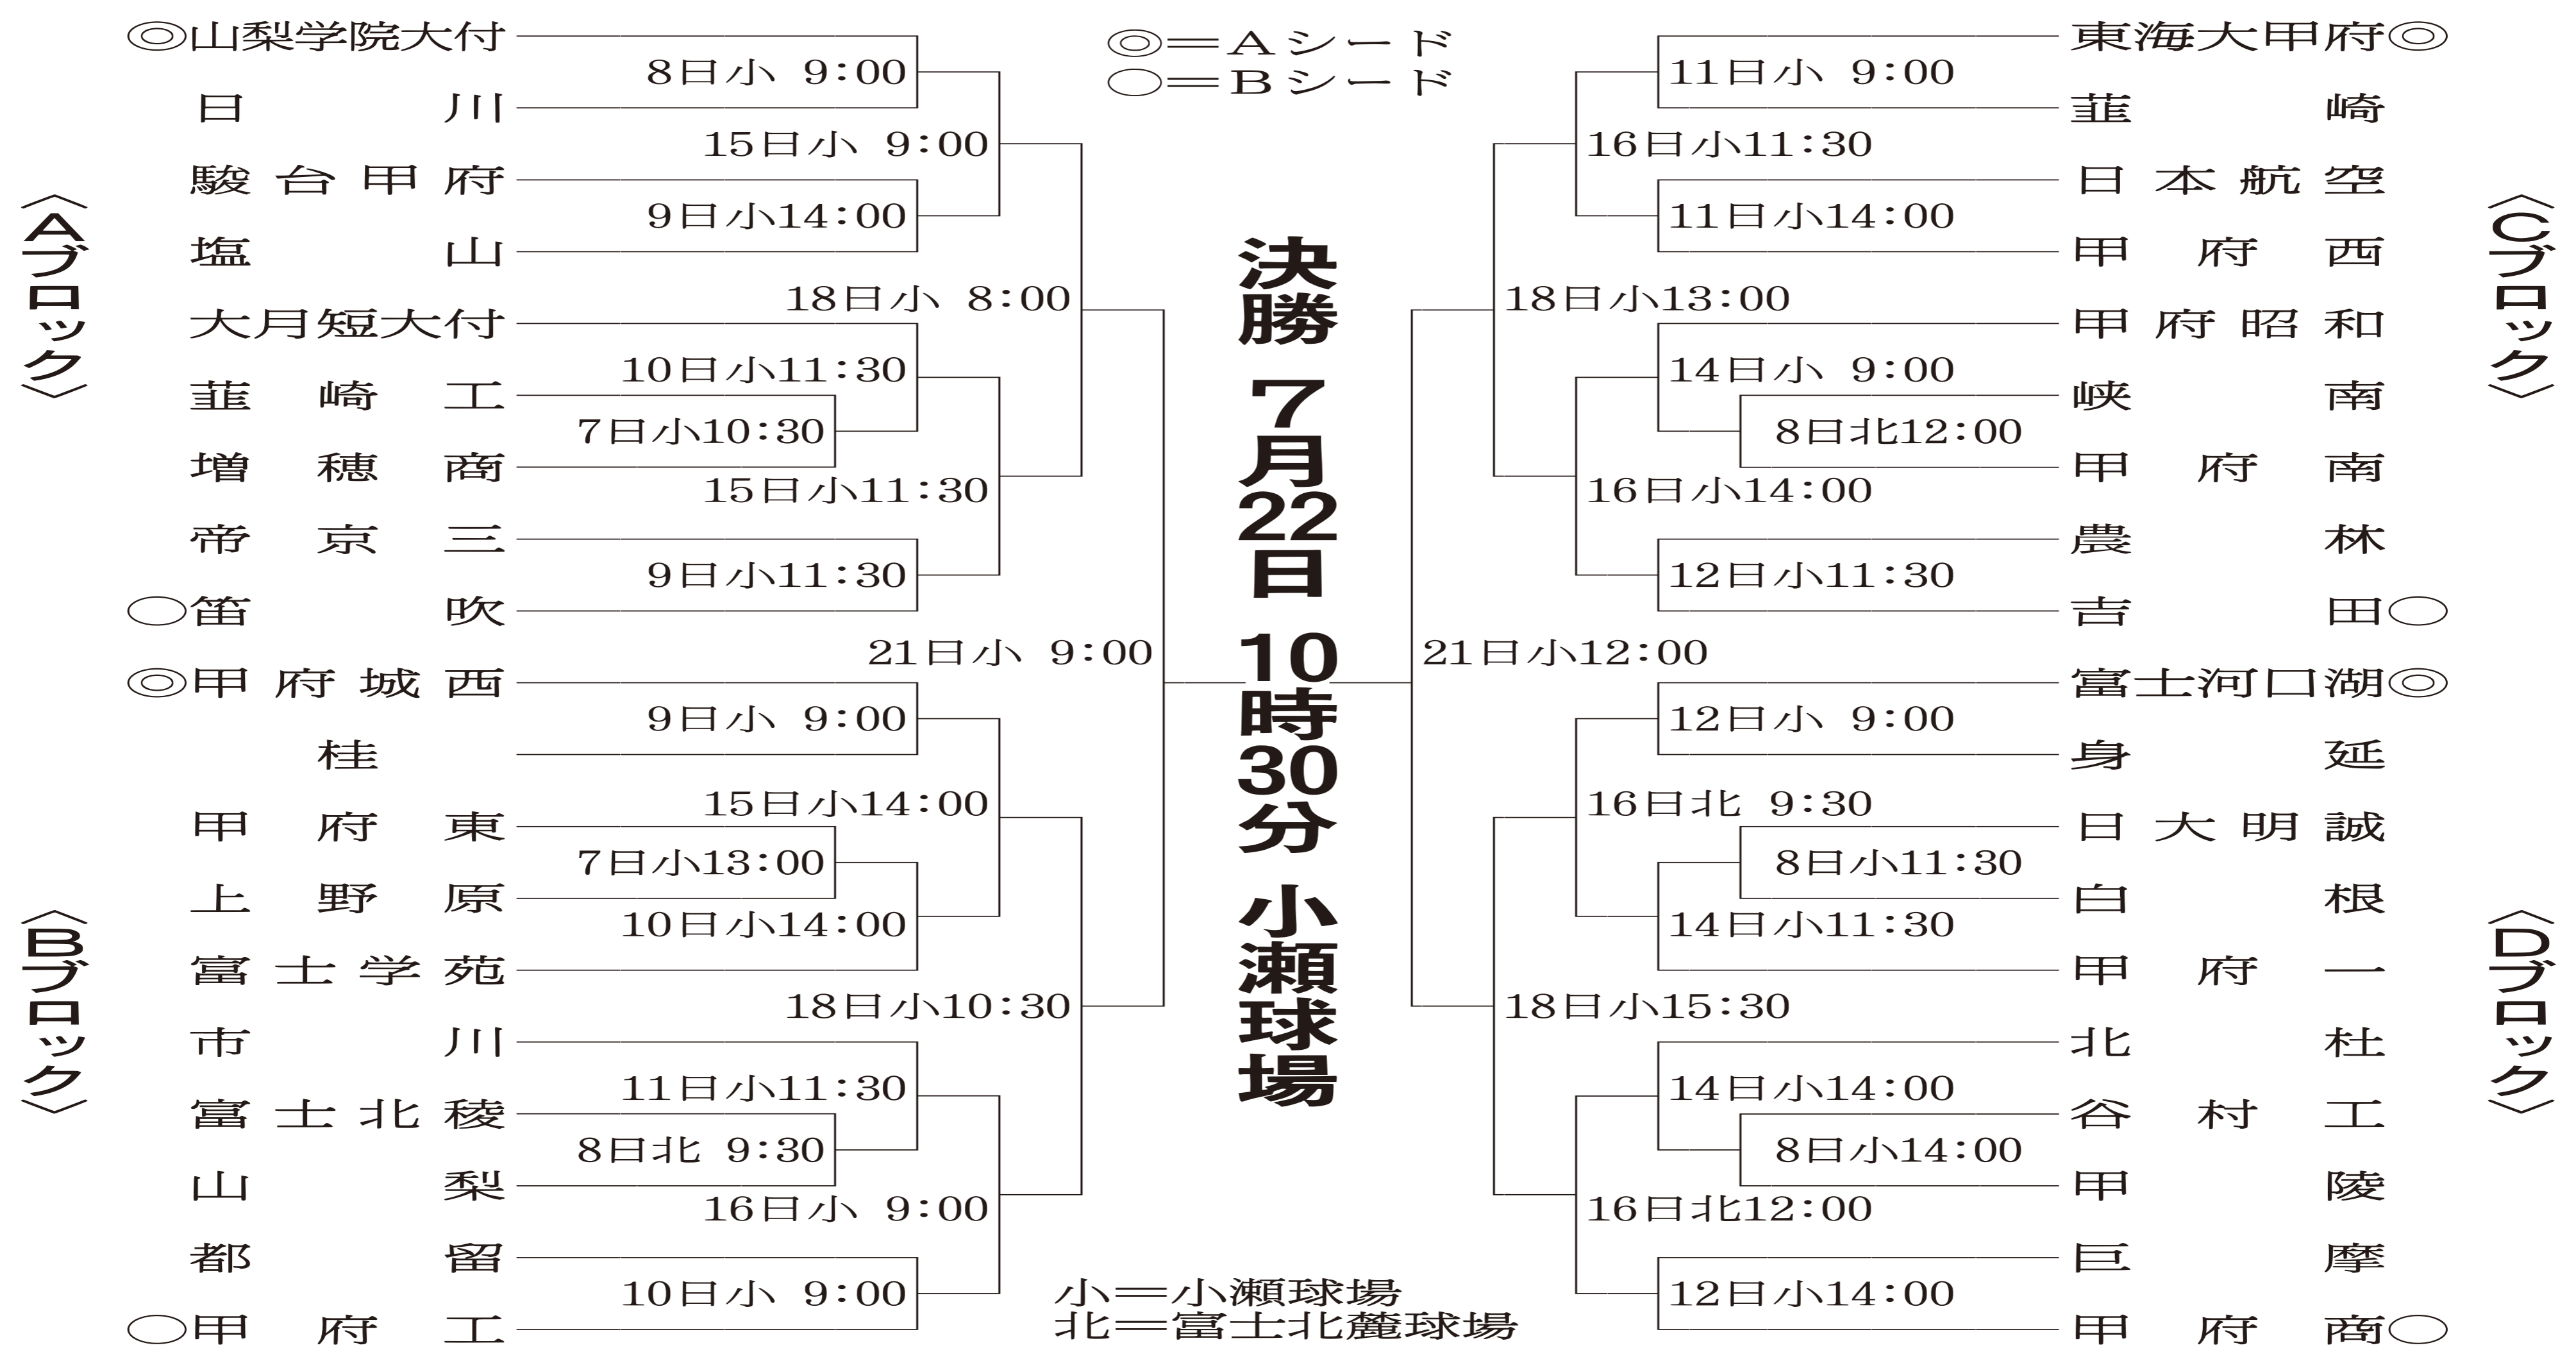 ◎＝Aシード
○＝Bシード
〈Aブロック〉
◎山梨学院大付
8日小 9:00
日川
15日小 9:00
駿台甲府
9日小14:00
塩山
18日小 8:00
大月短大付
10日小11:30
韮崎工
7日小10:30
増穂商
15日小11:30
帝京三
9日小11:30
○笛吹
21日小 9:00
〈Bブロック〉
◎甲府城西
9日小 9:00
桂
15日小14:00
甲府東
7日小13:00
上野原
10日小14:00
富士学苑
18日小10:30
市川
11日小11:30
富士北稜
8日北 9:30
山梨
16日小 9:00
都留
10日小 9:00
○甲府工
決勝 7月22日 10時30分 小瀬球場
〈Cブロック〉
東海大甲府◎
11日小 9:00
韮崎
16日小11:30
日本航空
11日小14:00
甲府西
18日小13:00
甲府昭和
14日小 9:00
峡南
8日北12:00
甲府南
16日小14:00
農林
12日小11:30
吉田○
21日小12:00
〈Dブロック〉
富士河口湖◎
12日小 9:00
身延
16日北 9:30
日大明誠
8日小11:30
白根
14日小11:30
甲府一
18日小15:30
北杜
14日小14:00
谷村工
8日小14:00
甲陵
16日北12:00
巨摩
12日小14:00
甲府商○
小＝小瀬球場
北＝富士北麓球場